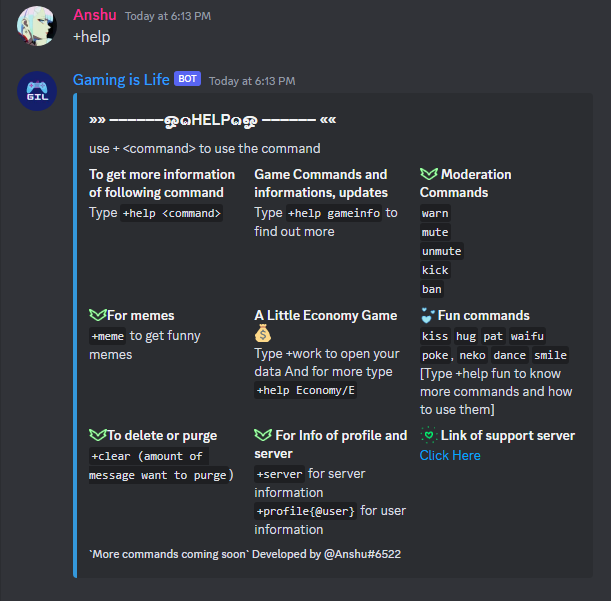 Anshu Today at 6:13 PM
+help
GIL
Gaming is Life BOT Today at 6:13 PM
»» ──────ஜ๑HELP๑ஜ ────── ««
use + <command> to use the command
To get more information
of following command
Type +help <command>
Game Commands and
informations, updates
Type +help gameinfo to
find out more
Moderation
Commands
warn
mute
unmute
kick
ban
For memes
+meme to get funny
memes
A Little Economy Game
💰
Type +work to open your
data And for more type
+help Economy/E
Fun commands
kiss hug pat waifu
poke, neko dance smile
[Type +help fun to know
more commands and how
to use them]
To delete or purge
+clear (amount of
message want to purge)
For Info of profile and
server
+server for server
information
+profile{@user} for user
information
Link of support server
Click Here
`More commands coming soon` Developed by @Anshu#6522